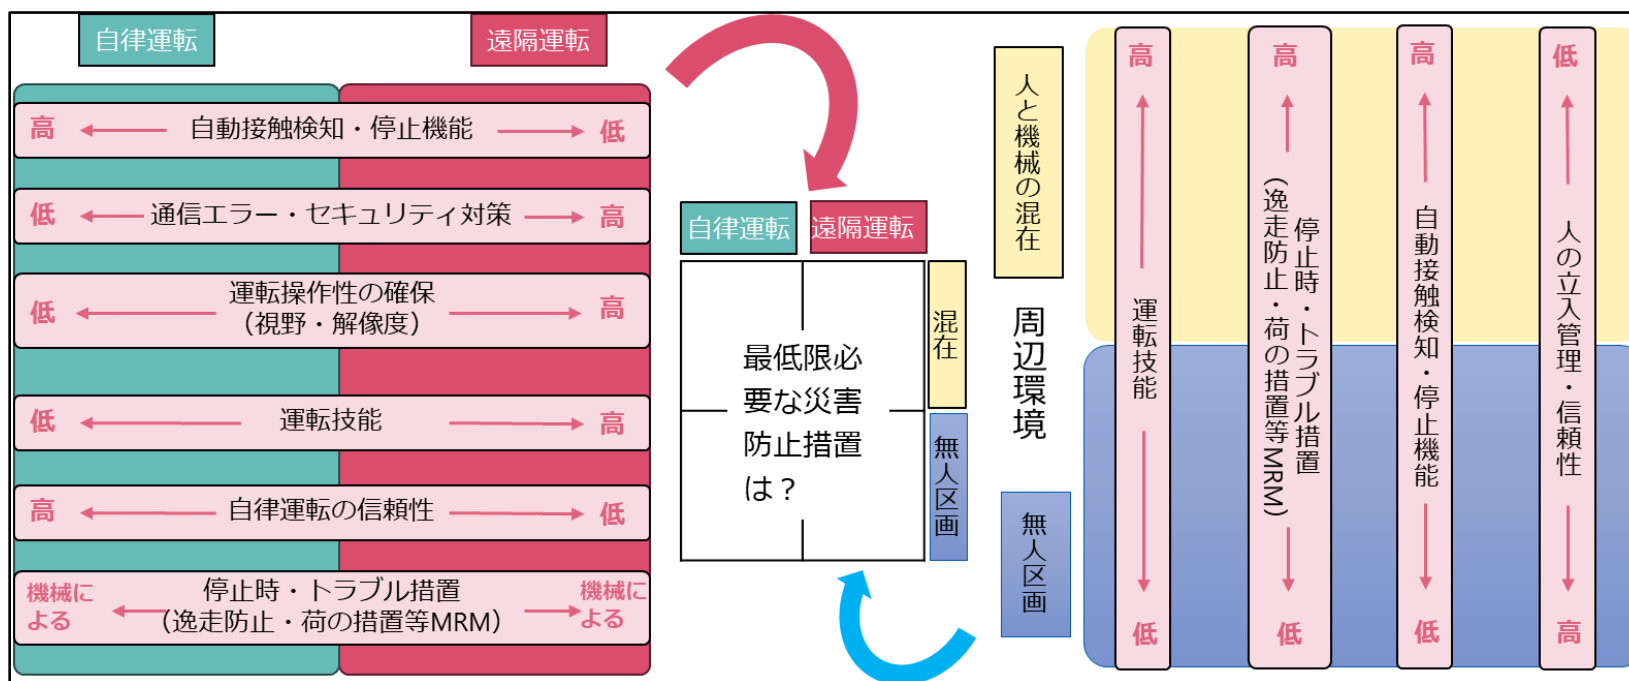 自律運転
遠隔運転
高 自動接触検知・停止機能 低
低 通信エラー・セキュリティ対策 高
低 運転操作性の確保 高
（視野・解像度）
低 運転技能 高
高 自律運転の信頼性 低
機械に 停止時・トラブル措置 機械に
よる （逸走防止・荷の措置等MRM） よる
自律運転
遠隔運転
混在
無人区画
最低限必
要な災害
防止措置
は？
人と機械の混在
周辺環境
無人区画
高
運転技能
低
高
停止時・トラブル措置
（逸走防止・荷の措置等MRM）
低
高
自動接触検知・停止機能
低
低
人の立入管理・信頼性
高